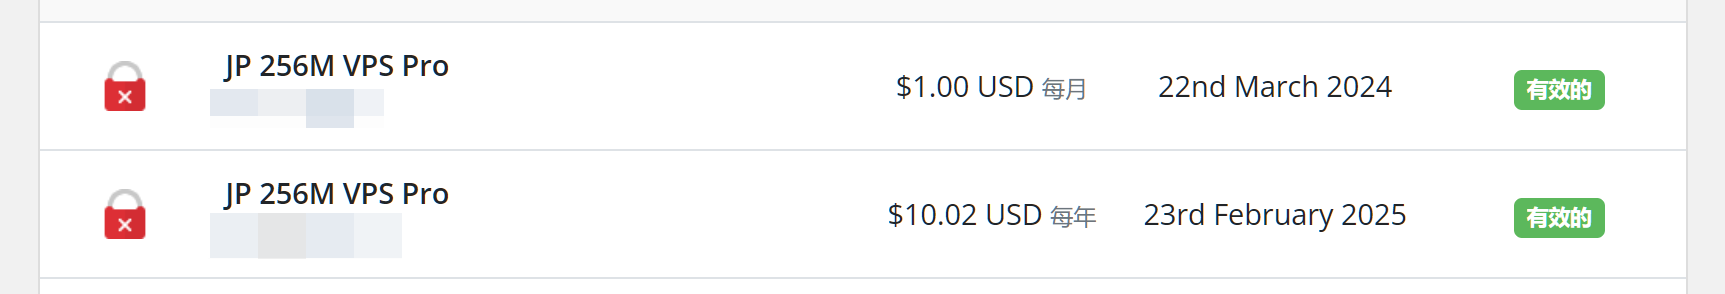 JP 256M VPS Pro
$1.00 USD 每月 22nd March 2024 有效的
JP 256M VPS Pro
$10.02 USD 每年 23rd February 2025 有效的